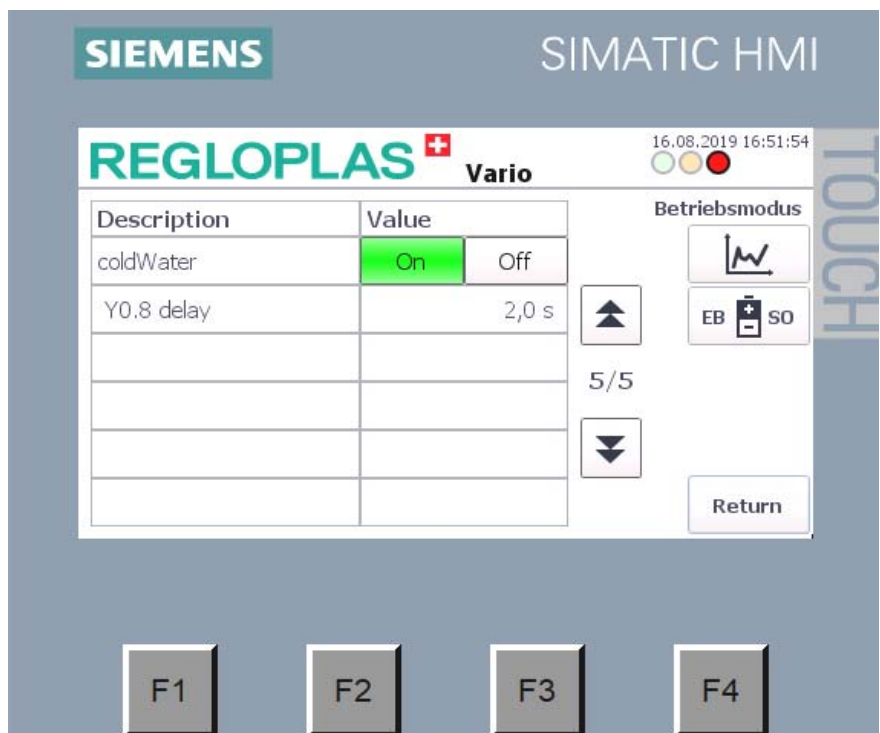 SIEMENS
SIMATIC HMI
TOUCH
REGLOPLAS
Vario
16.08.2019 16:51:54
Betriebsmodus
Description Value
coldWater On Off
Y0.8 delay 2,0 s
EB SO
5/5
Return
F1 F2 F3 F4